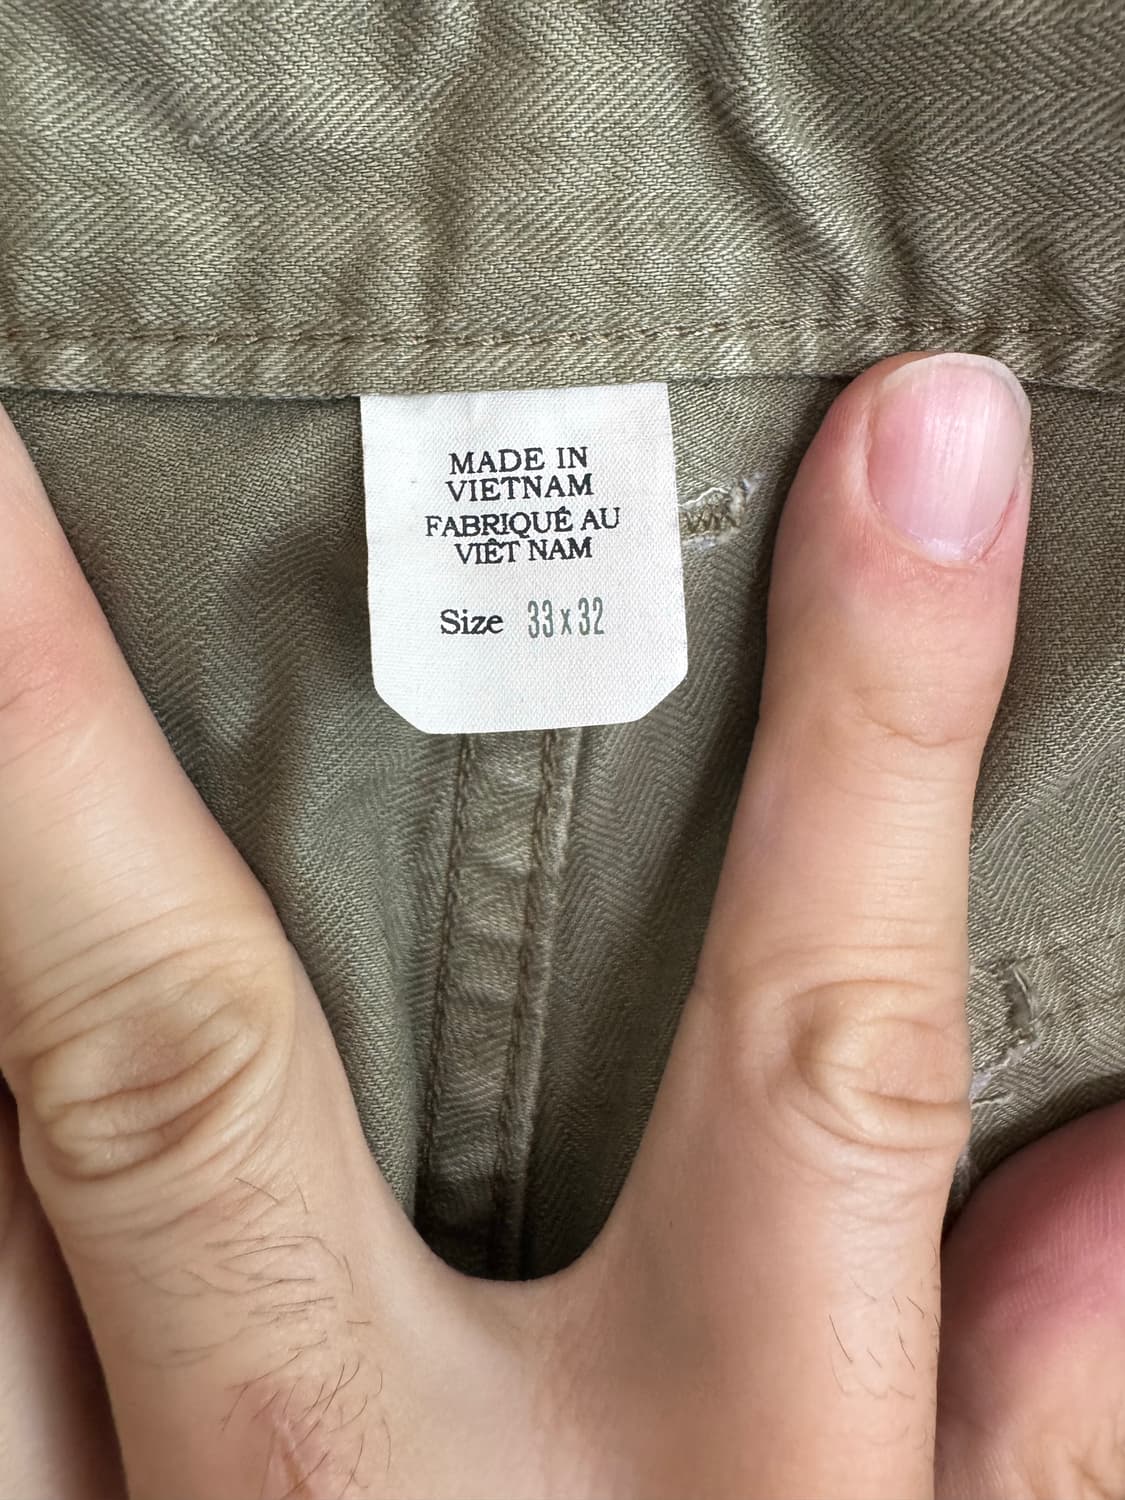 MADE IN
VIETNAM
FABRIQUÉ AU
VIÊT NAM
Size 33 x 32